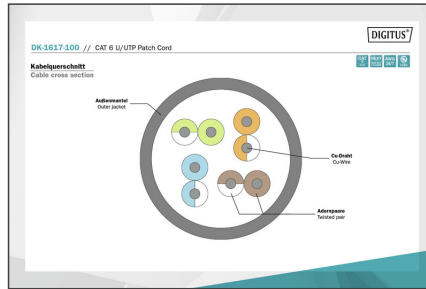 DIGITUS®
DK-1617-100 // CAT 6 U/UTP Patch Cord
Kabelquerschnitt
Cable cross section
Außenmantel
Outer jacket
Cu-Draht
Cu-Wire
Adernpaare
Twisted pair